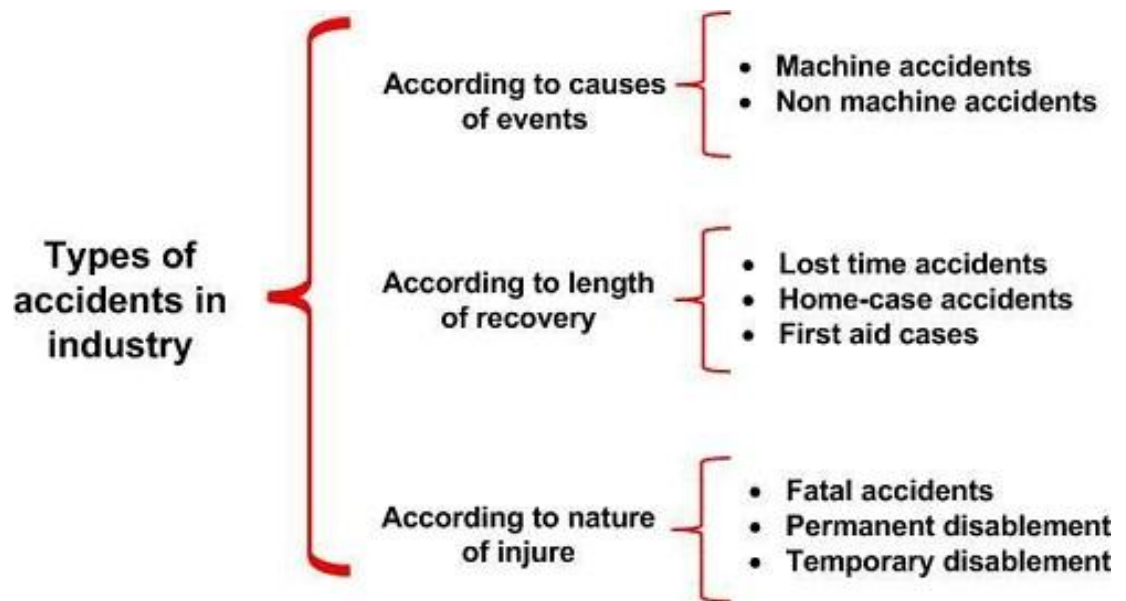 Types of
accidents in
industry
According to causes
of events
• Machine accidents
• Non machine accidents
According to length
of recovery
• Lost time accidents
• Home-case accidents
• First aid cases
According to nature
of injure
• Fatal accidents
• Permanent disablement
• Temporary disablement